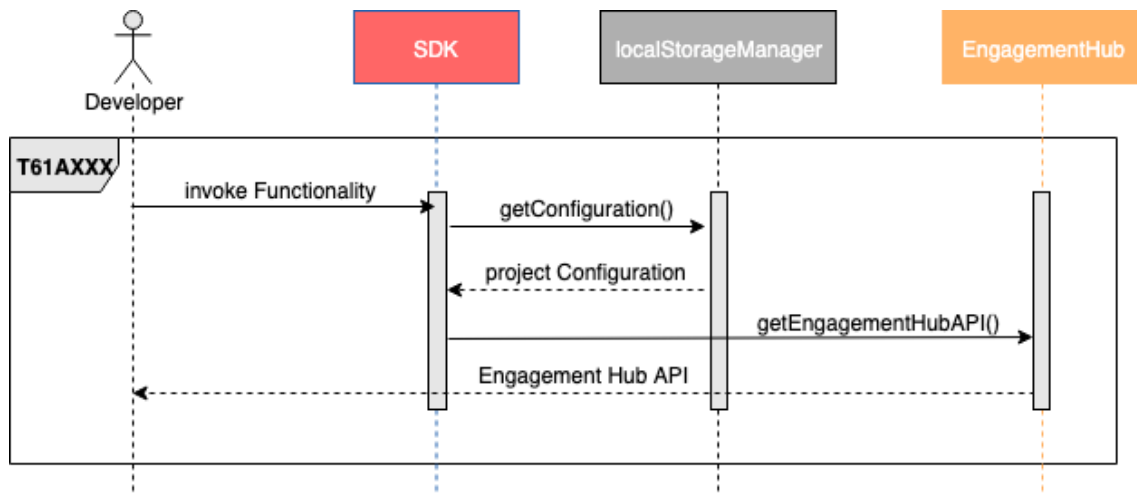 SDK
localStorageManager
EngagementHub
Developer
T61AXXX
invoke Functionality
getConfiguration()
project Configuration
getEngagementHubAPI()
Engagement Hub API